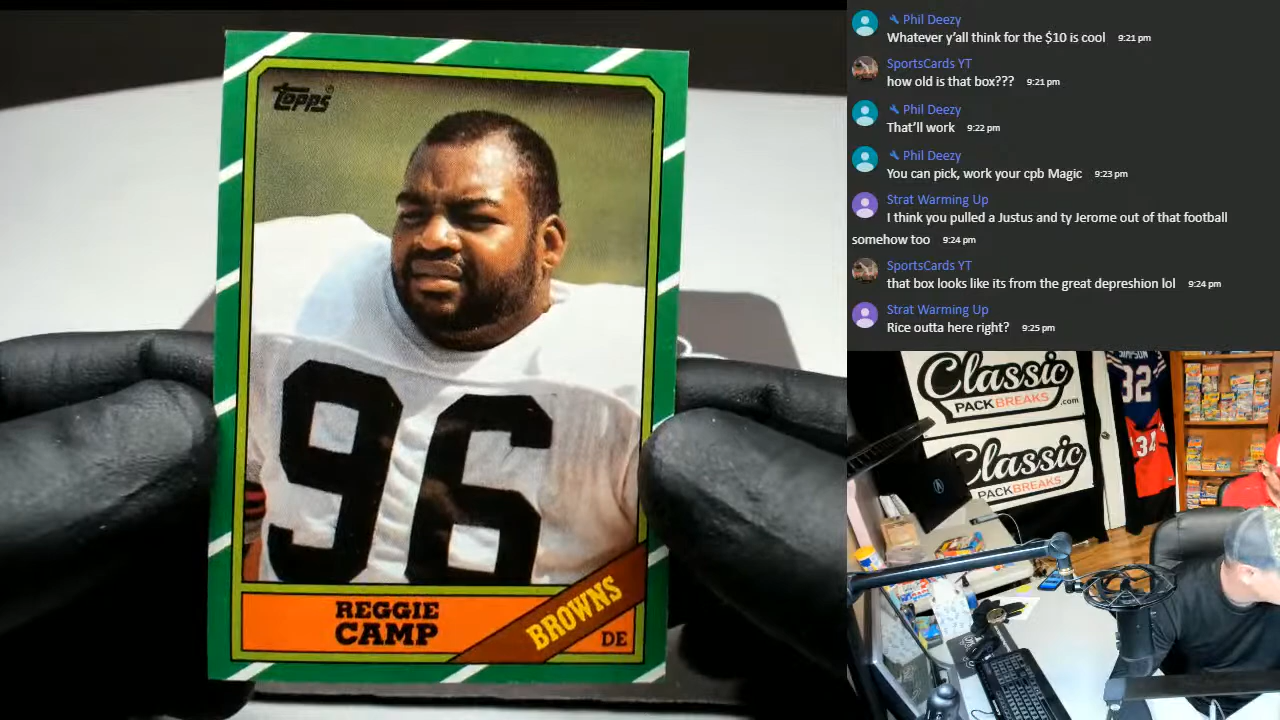 Topps
96
REGGIE
CAMP
BROWNS
DE
Phil Deezy
Whatever y'all think for the $10 is cool 9:21 pm
SportsCards YT
how old is that box??? 9:21 pm
Phil Deezy
That'll work 9:22 pm
Phil Deezy
You can pick, work your cpb Magic 9:23 pm
Strat Warming Up
I think you pulled a Justus and ty Jerome out of that football
somehow too 9:24 pm
SportsCards YT
that box looks like its from the great depreshion lol 9:24 pm
Strat Warming Up
Rice outta here right? 9:25 pm
Classic
PACKBREAKS.com
Classic
PACKBREAKS
SIMPSON
32
34